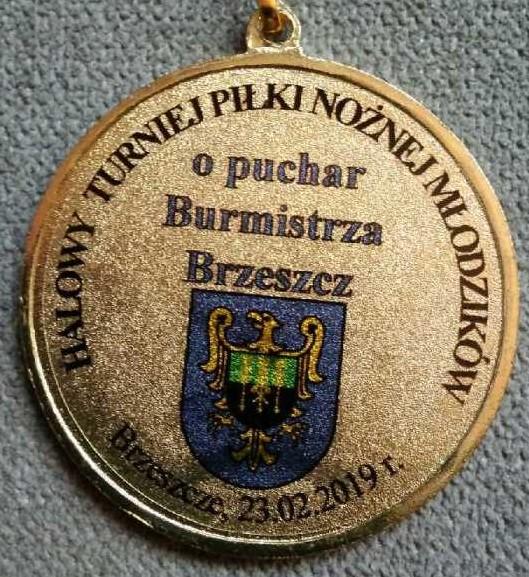 HALOWY TURNIEJ PIŁKI NOŻNEJ MŁODZIKÓW
o puchar
Burmistrza
Brzeszcz
Brzeszcze, 23.02.2019 r.